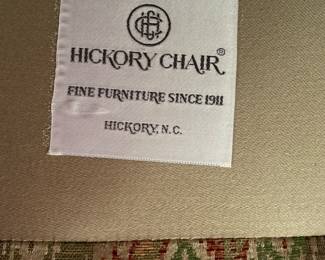 HICKORY CHAIR®
FINE FURNITURE SINCE 1911
HICKORY, N.C.